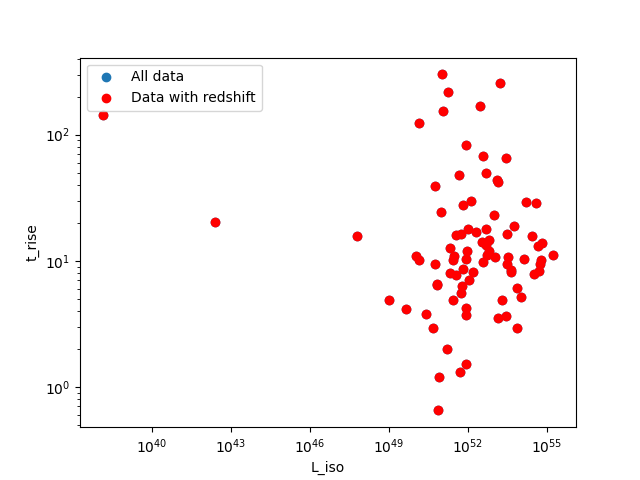 All data
Data with redshift
10²
10¹
10⁰
t_rise
10⁴⁰
10⁴³
10⁴⁶
10⁴⁹
10⁵²
10⁵⁵
L_iso